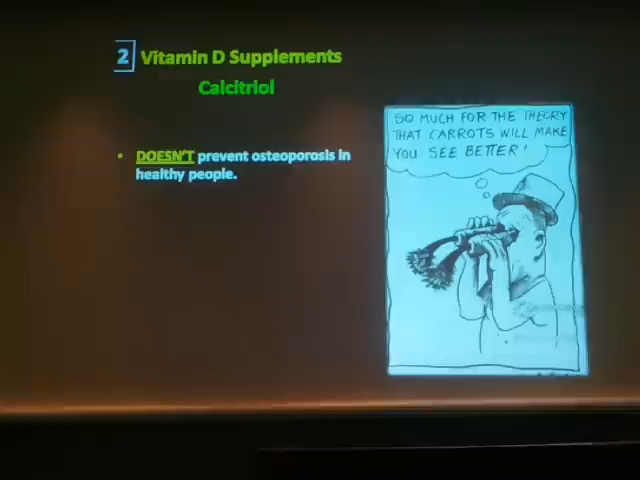 2 Vitamin D Supplements
Calcitriol
• DOESN'T prevent osteoporosis in
healthy people.
SO MUCH FOR THE THEORY
THAT CARROTS WILL MAKE
YOU SEE BETTER!